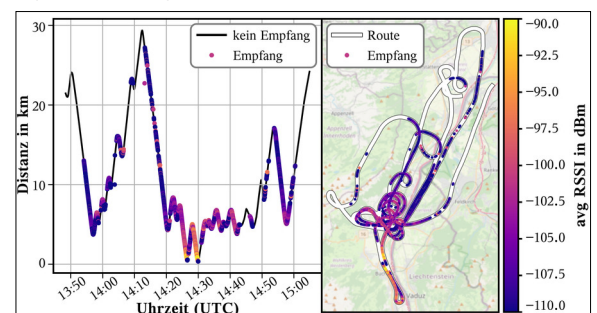 30
20
10
0
Distanz in km
kein Empfang
Empfang
13:50
14:00
14:10
14:20
14:30
14:40
14:50
15:00
Uhrzeit (UTC)
Route
Empfang
Liechtenstein
Vaduz
−90.0
−92.5
−95.0
−97.5
−100.0
−102.5
−105.0
−107.5
−110.0
avg RSSI in dBm